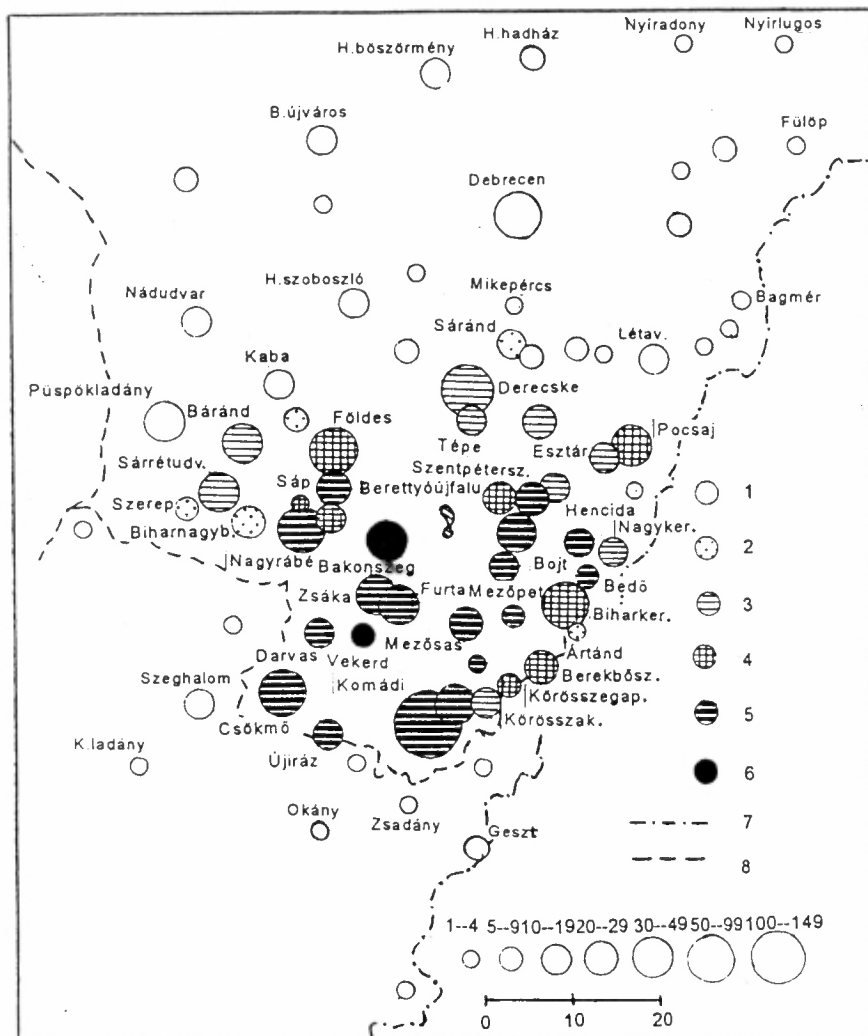 Nyíradony Nyírlugos
H.hadház
H.böszörmény
B.újváros
Fülöp
Debrecen
H.szoboszló
Nádudvar
Mikepércs
Bagmér
Sáránd
Létav.
Kaba
Püspökladány
Báránd
Derecske
Földes
Pocsaj
Tépe
Esztár
Sárrétudv.
Szentpétersz.
Sáp
Berettyóújfalu
Szerep.
Hencida
Biharnagyb.
Nagyker.
Nagyrábé
Bakonszeg
Bojt
Zsáka
Furta Mezőpet.
Bedő
Biharker.
Mezősas
Darvas
Vekerd
Ártánd
Berekbősz.
Szeghalom
Komádi
Körösszegap.
Csökmő
Körösszak.
K.ladány
Újiráz
Okány
Zsadány
Geszt
1
2
3
4
5
6
7
8
1--4 5--9 10--19 20--29 30--49 50--99 100--149
0 10 20